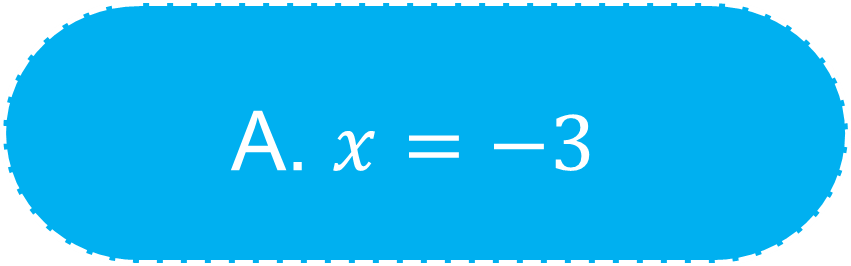 A. x = −3